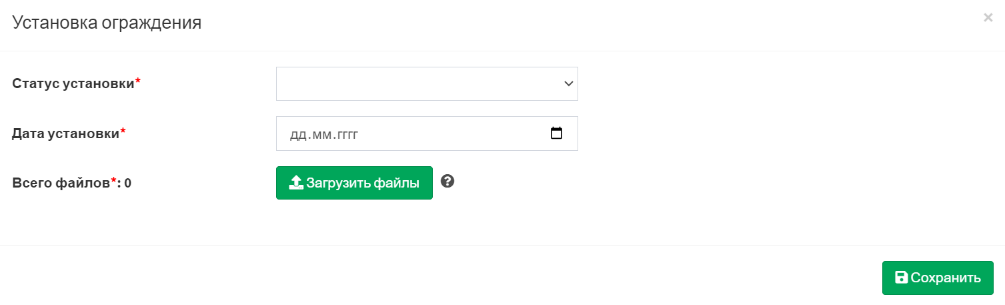 Установка ограждения ×
Статус установки*
Дата установки* дд.мм.гггг
Всего файлов*: 0 Загрузить файлы ?
Сохранить